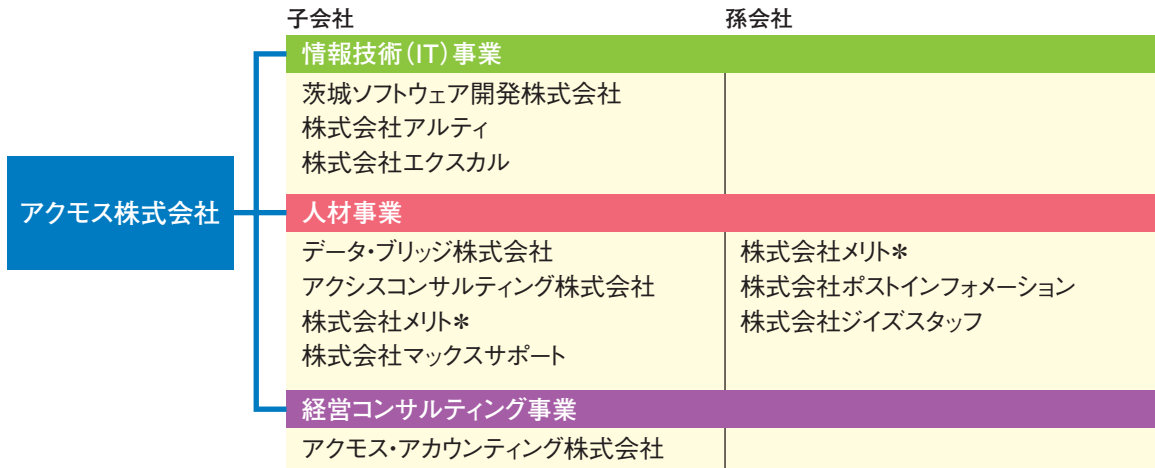 子会社
孫会社
情報技術(IT)事業
茨城ソフトウェア開発株式会社
株式会社アルティ
株式会社エクスカル
アクモス株式会社
人材事業
データ・ブリッジ株式会社
アクシスコンサルティング株式会社
株式会社メリト*
株式会社マックスサポート
株式会社メリト*
株式会社ポストインフォメーション
株式会社ジイズスタッフ
経営コンサルティング事業
アクモス・アカウンティング株式会社